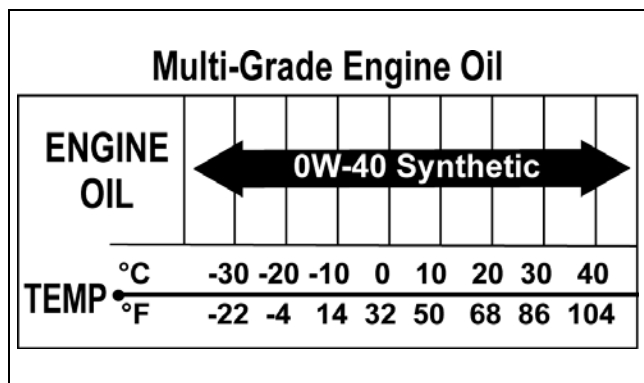 Multi-Grade Engine Oil
ENGINE
OIL
0W-40 Synthetic
°C -30 -20 -10 0 10 20 30 40
TEMP
°F -22 -4 14 32 50 68 86 104